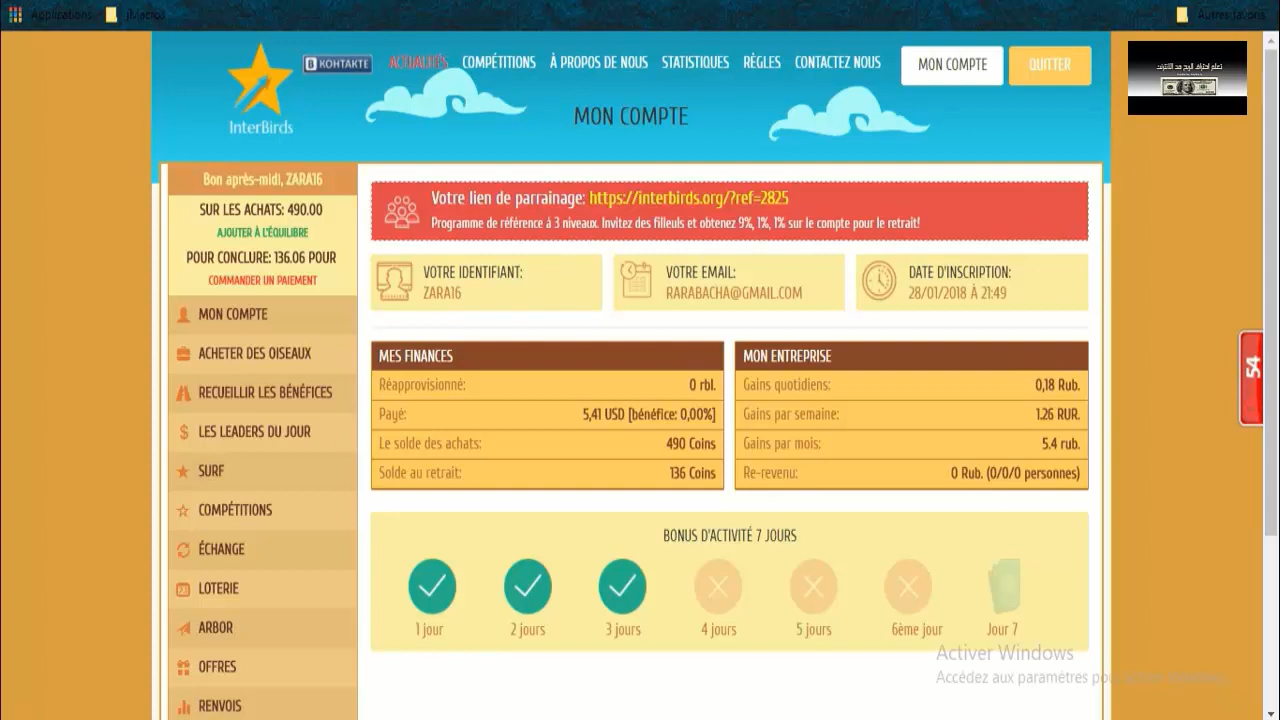 Applications
iMacros
Autres favoris
InterBirds
B КОНТАКТЕ
ACTUALITÉS
COMPÉTITIONS
À PROPOS DE NOUS
STATISTIQUES
RÈGLES
CONTACTEZ NOUS
MON COMPTE
QUITTER
MON COMPTE
Bon après-midi, ZARA16
SUR LES ACHATS: 490.00
AJOUTER À L'ÉQUILIBRE
POUR CONCLURE: 136.06 POUR
COMMANDER UN PAIEMENT
MON COMPTE
ACHETER DES OISEAUX
RECUEILLIR LES BÉNÉFICES
LES LEADERS DU JOUR
SURF
COMPÉTITIONS
ÉCHANGE
LOTERIE
ARBOR
OFFRES
RENVOIS
Votre lien de parrainage: https://interbirds.org/?ref=2825
Programme de référence à 3 niveaux. Invitez des filleuls et obtenez 9%, 1%, 1% sur le compte pour le retrait!
VOTRE IDENTIFIANT:
ZARA16
VOTRE EMAIL:
RARABACHA@GMAIL.COM
DATE D'INSCRIPTION:
28/01/2018 À 21:49
MES FINANCES
Réapprovisionné: 0 rbl.
Payé: 5,41 USD [bénéfice: 0,00%]
Le solde des achats: 490 Coins
Solde au retrait: 136 Coins
MON ENTREPRISE
Gains quotidiens: 0,18 Rub.
Gains par semaine: 1.26 RUR.
Gains par mois: 5.4 rub.
Re-revenu: 0 Rub. (0/0/0 personnes)
BONUS D'ACTIVITÉ 7 JOURS
1 jour
2 jours
3 jours
4 jours
5 jours
6ème jour
Jour 7
Activer Windows
Accédez aux paramètres
54